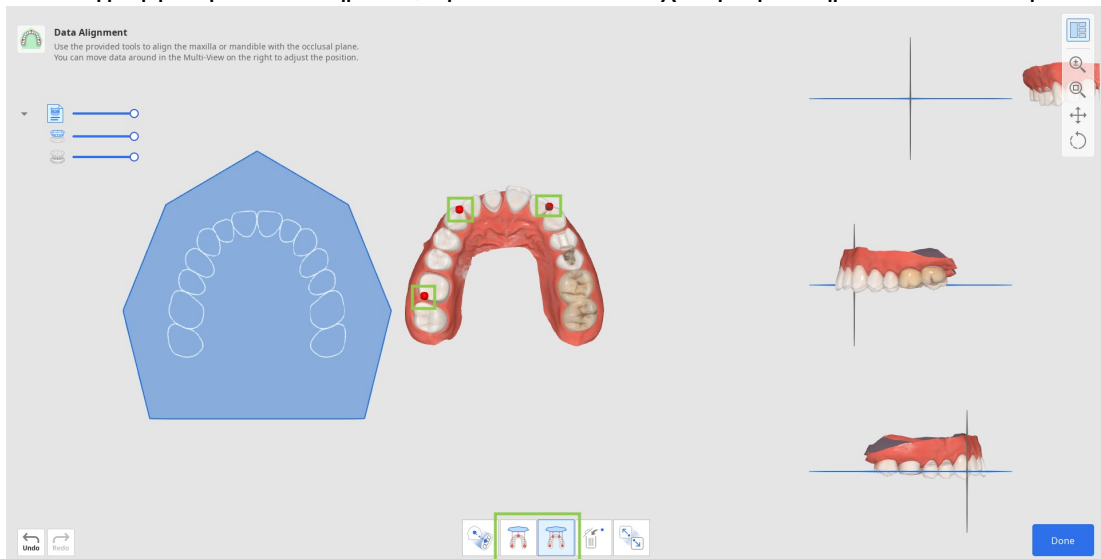 Data Alignment
Use the provided tools to align the maxilla or mandible with the occlusal plane.
You can move data around in the Multi-View on the right to adjust the position.
Undo
Redo
Done